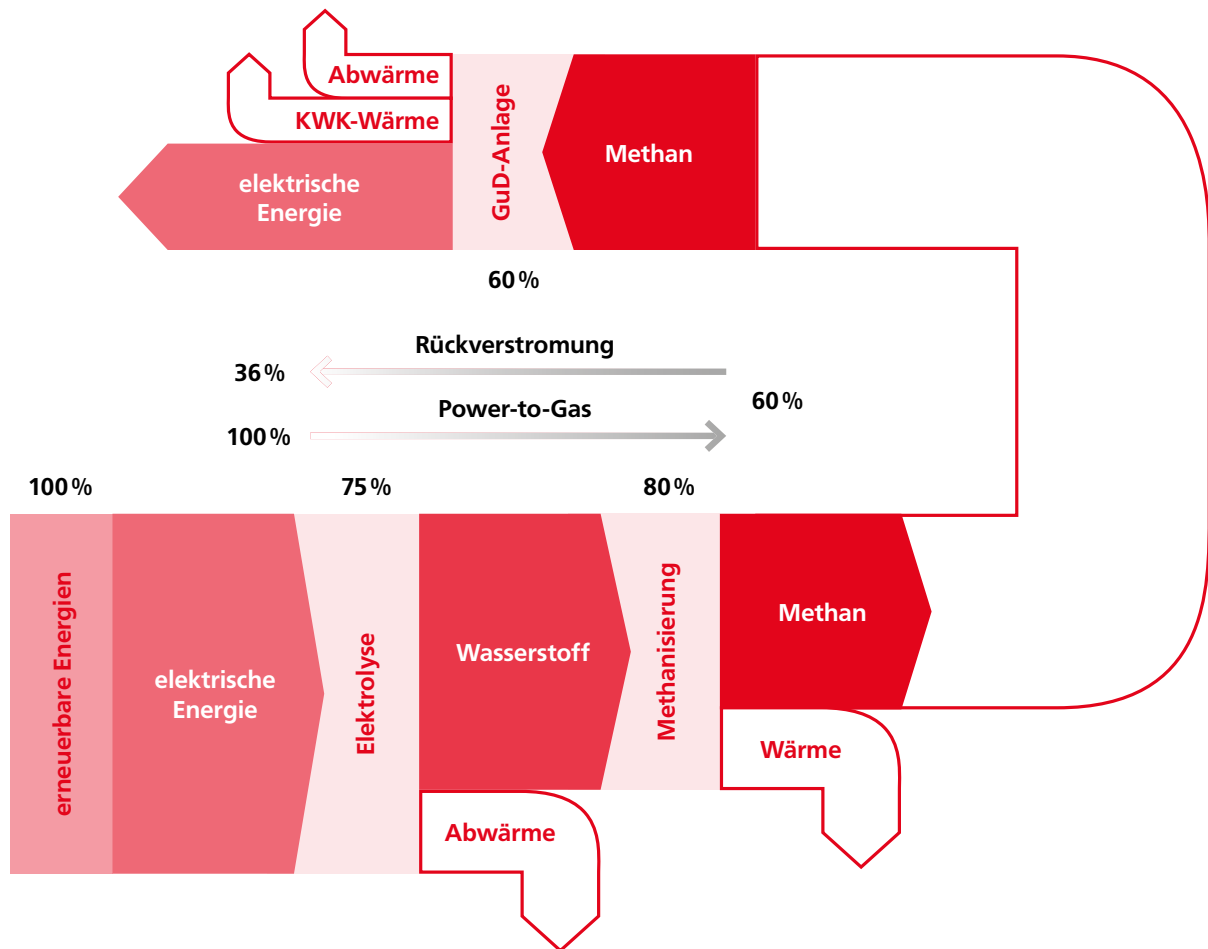 Abwärme
KWK-Wärme
elektrische
Energie
GuD-Anlage
Methan
60 %
Rückverstromung
36 %
60 %
Power-to-Gas
100 %
100 %
75 %
80 %
erneuerbare Energien
elektrische
Energie
Elektrolyse
Wasserstoff
Methanisierung
Methan
Abwärme
Wärme